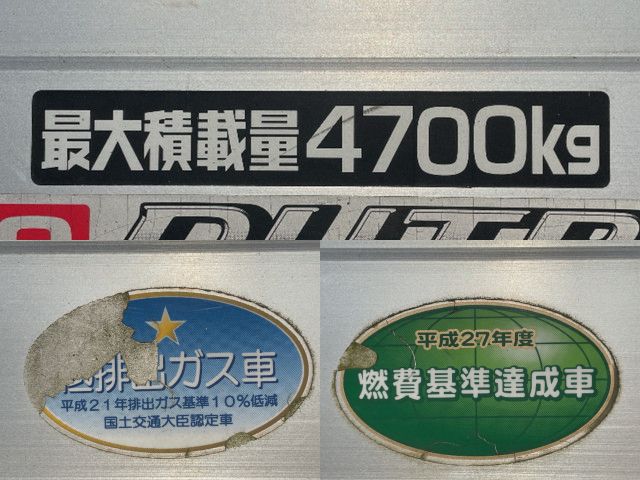 最大積載量4700kg
排出ガス車
平成21年排出ガス基準10%低減
国土交通大臣認定車
平成27年度
燃費基準達成車